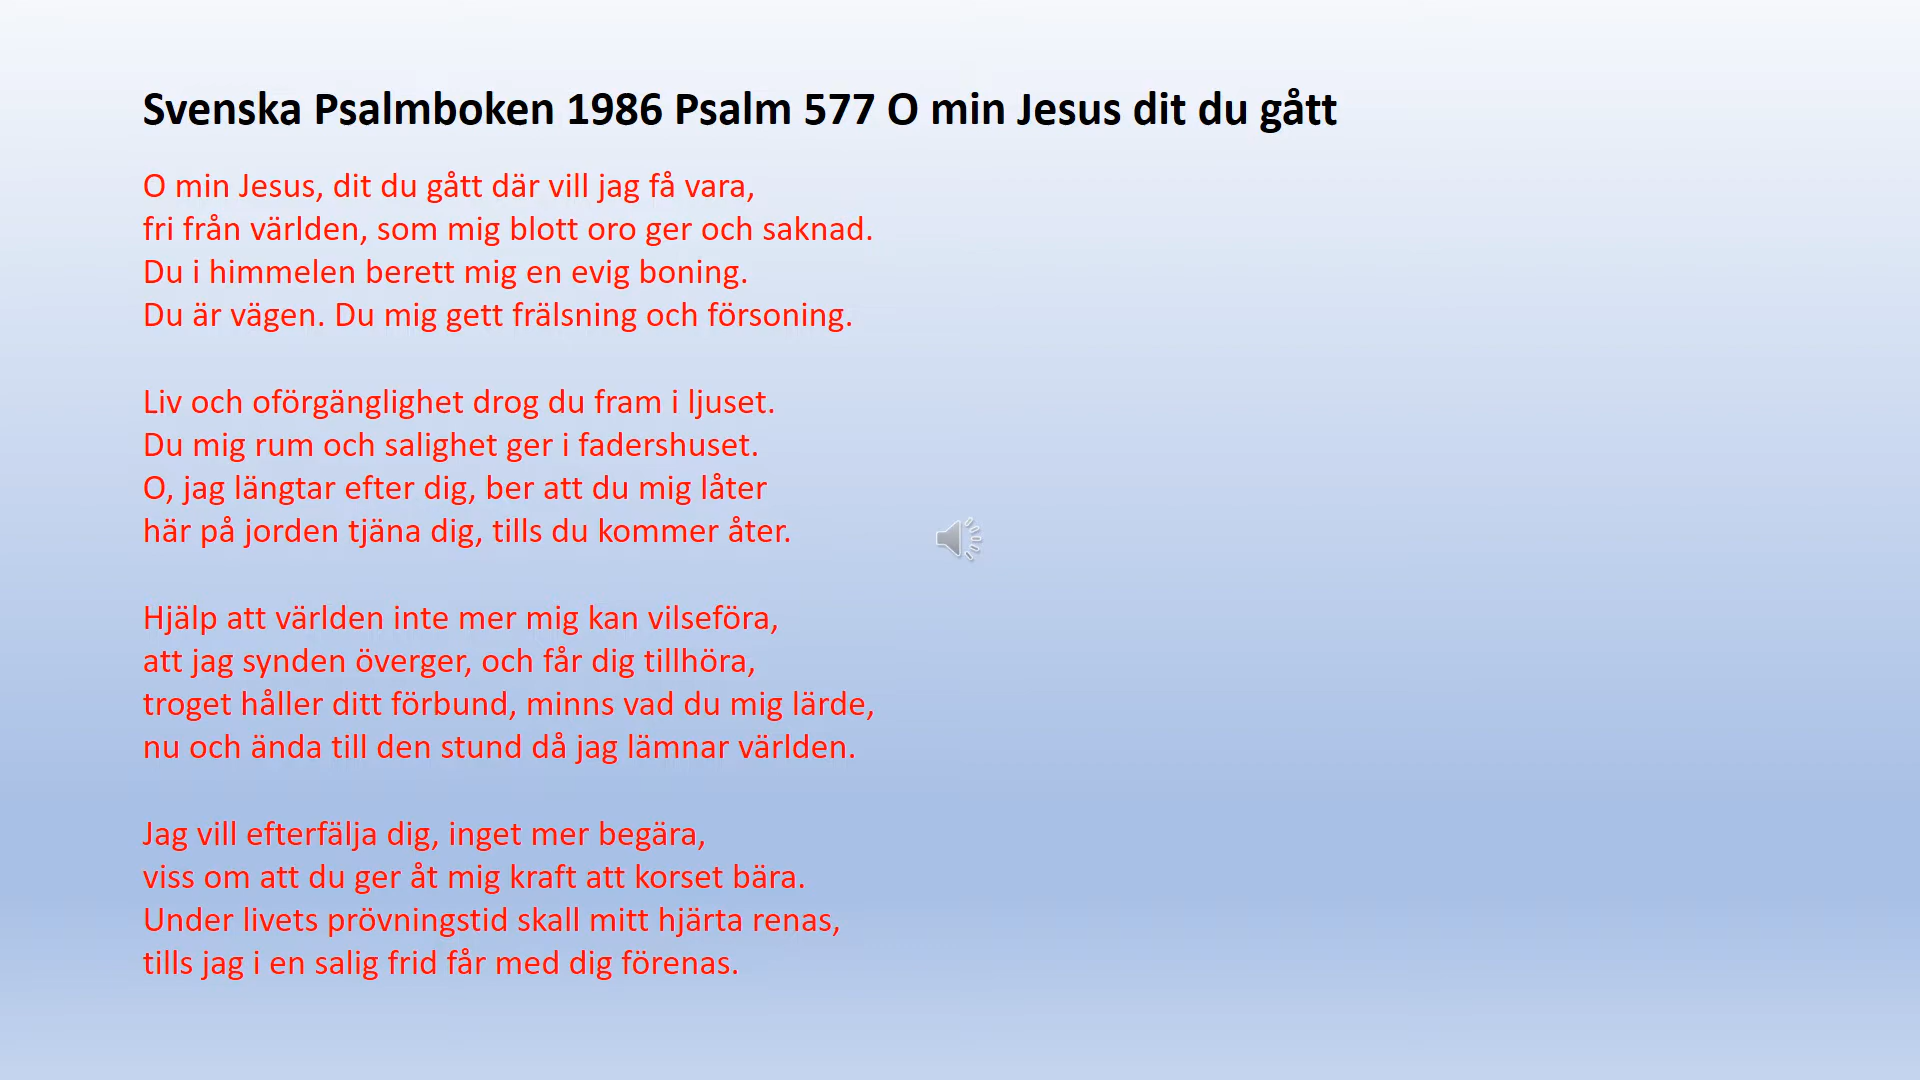 Svenska Psalmboken 1986 Psalm 577 O min Jesus dit du gått
O min Jesus, dit du gått där vill jag få vara,
fri från världen, som mig blott oro ger och saknad.
Du i himmelen berett mig en evig boning.
Du är vägen. Du mig gett frälsning och försoning.
Liv och oförgänglighet drog du fram i ljuset.
Du mig rum och salighet ger i fadershuset.
O, jag längtar efter dig, ber att du mig låter
här på jorden tjäna dig, tills du kommer åter.
Hjälp att världen inte mer mig kan vilseföra,
att jag synden överger, och får dig tillhöra,
troget håller ditt förbund, minns vad du mig lärde,
nu och ända till den stund då jag lämnar världen.
Jag vill efterfälja dig, inget mer begära,
viss om att du ger åt mig kraft att korset bära.
Under livets prövningstid skall mitt hjärta renas,
tills jag i en salig frid får med dig förenas.